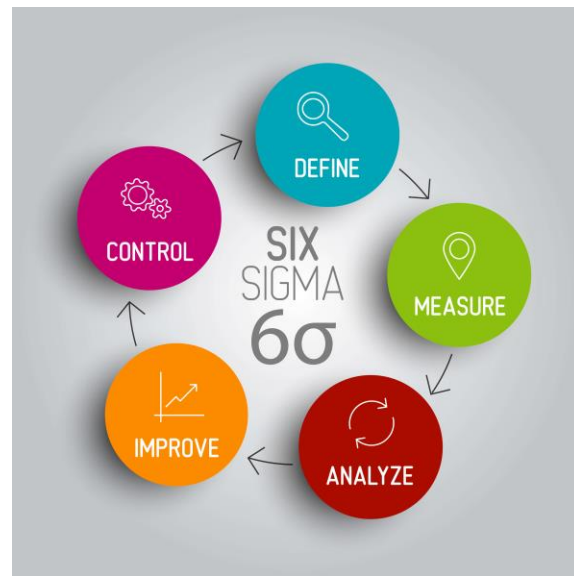 DEFINE
MEASURE
ANALYZE
IMPROVE
CONTROL
SIX
SIGMA
6σ